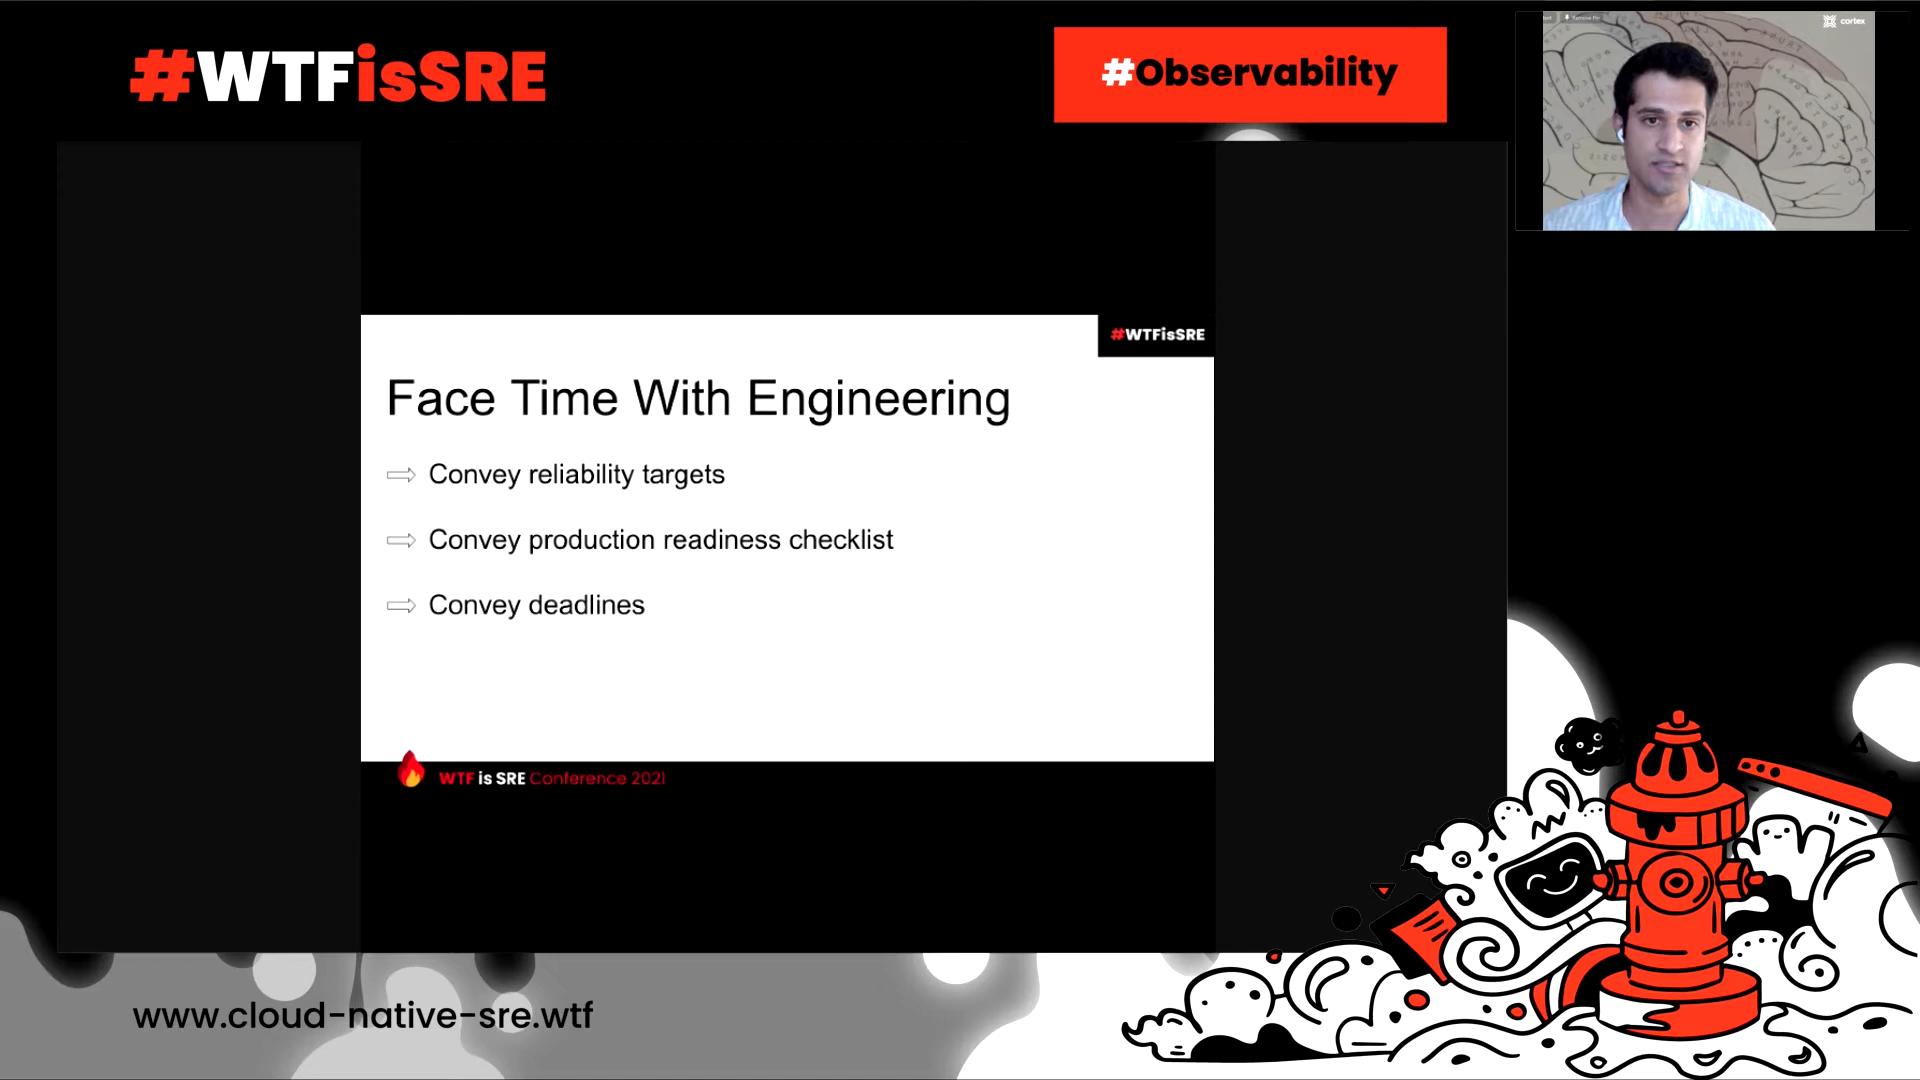 #WTFisSRE
#Observability
cortex
#WTFisSRE
Face Time With Engineering
Convey reliability targets
Convey production readiness checklist
Convey deadlines
WTF is SRE Conference 2021
www.cloud-native-sre.wtf